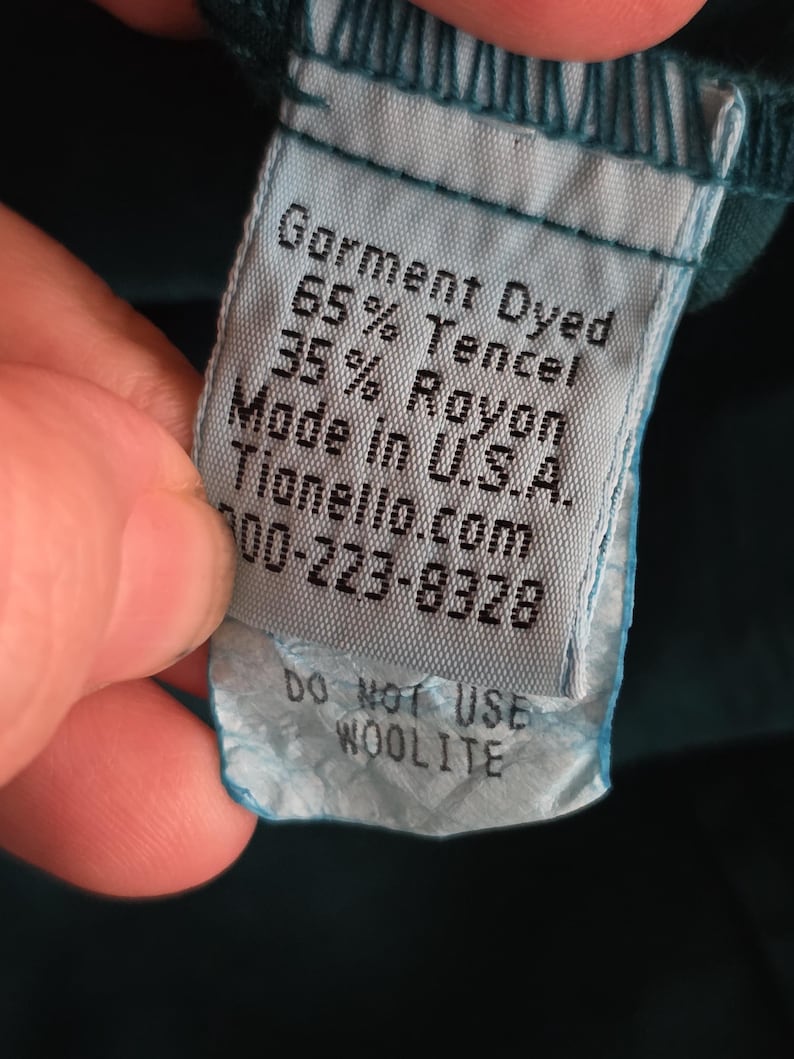 Garment Dyed
65% Tencel
35% Rayon
Made in U.S.A.
Tianello.com
00-223-8328
DO NOT USE
WOOLITE